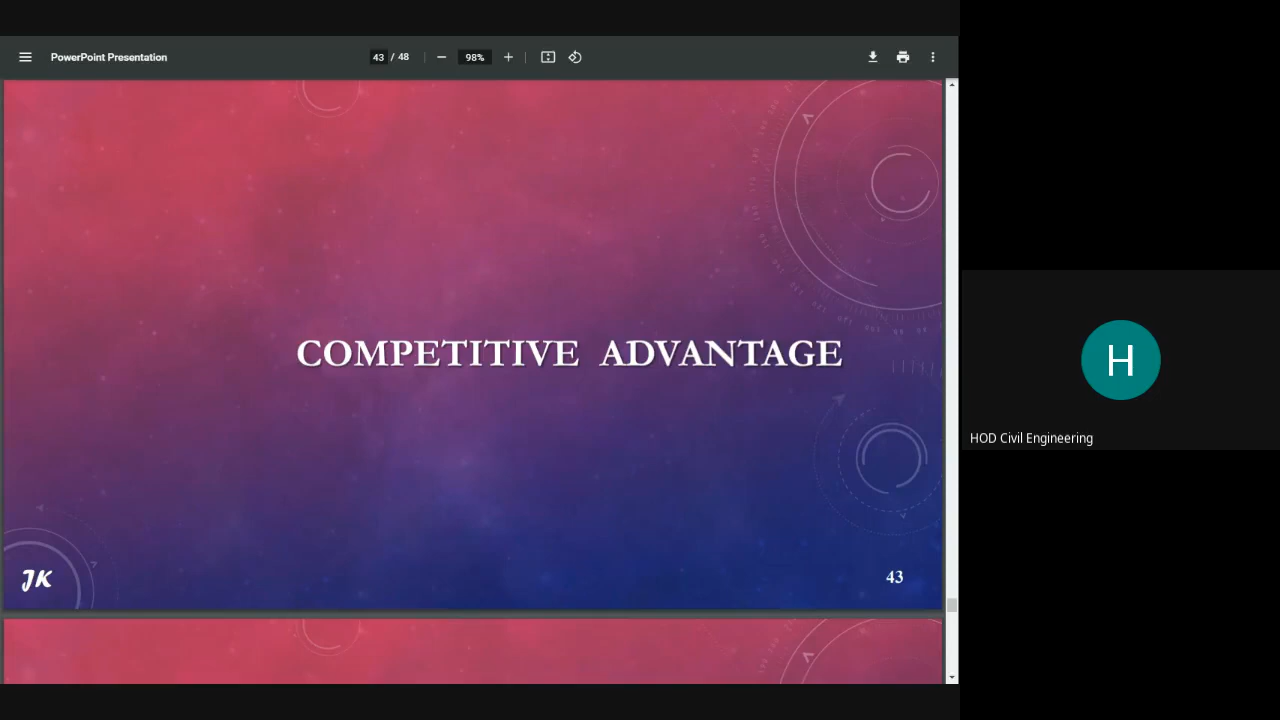 PowerPoint Presentation
43 / 48
98%
COMPETITIVE ADVANTAGE
JK
43
H
HOD Civil Engineering